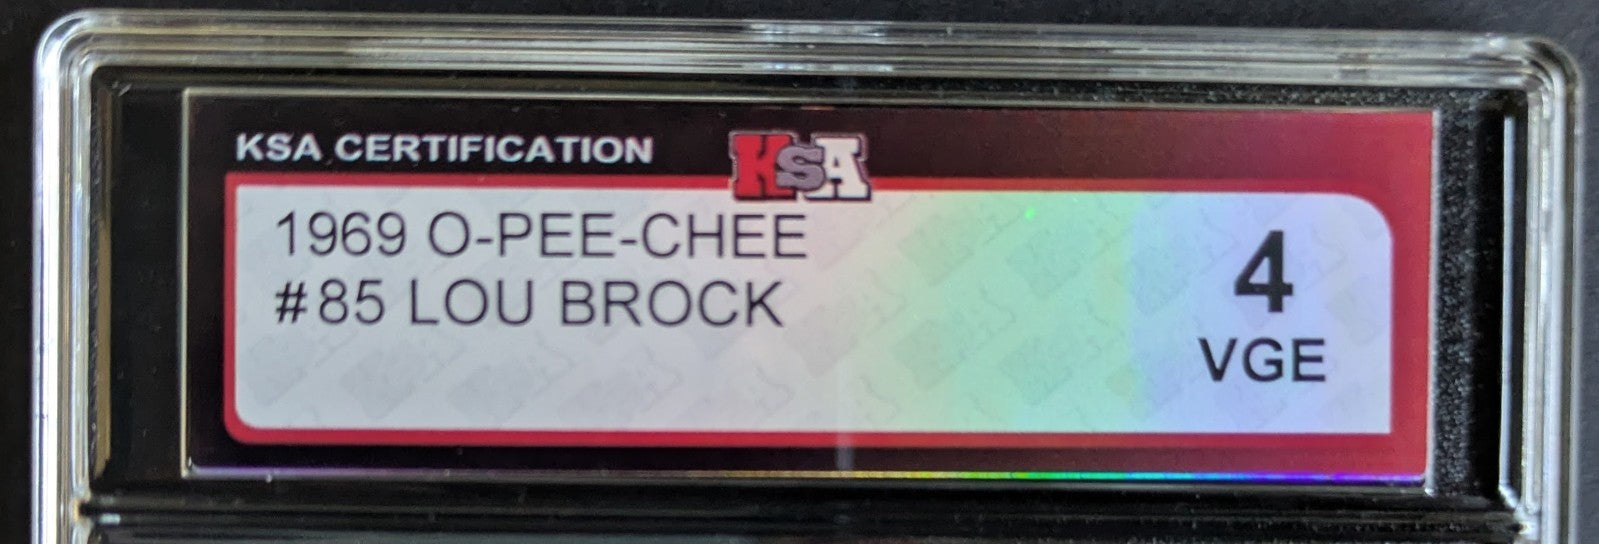 KSA CERTIFICATION
KSA
1969 O-PEE-CHEE
#85 LOU BROCK
4
VGE